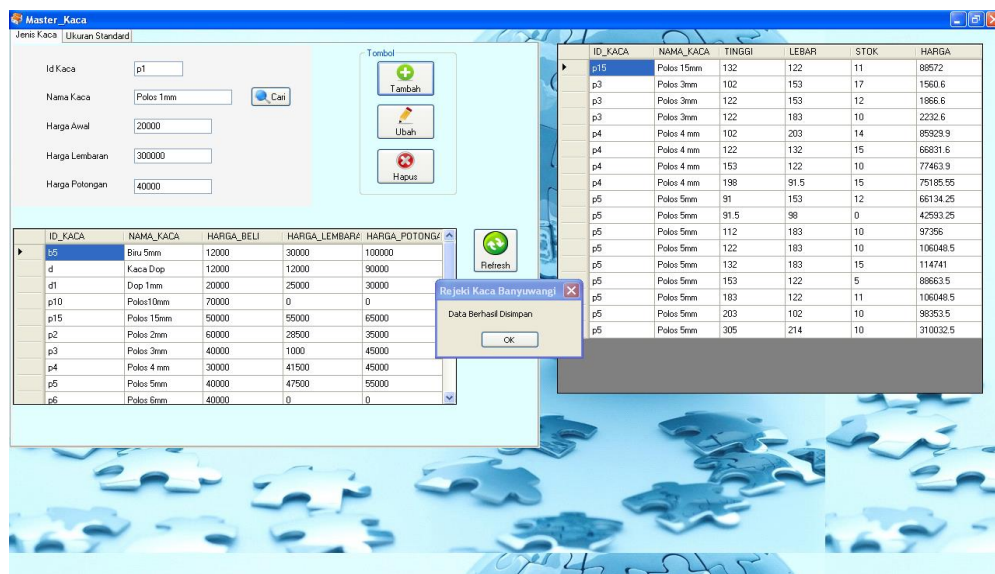 Master_Kaca
Jenis Kaca Ukuran Standard
Id Kaca p1
Nama Kaca Polos 1mm Cari
Harga Awal 20000
Harga Lembaran 300000
Harga Potongan 40000
Tombol
Tambah
Ubah
Hapus
ID_KACA NAMA_KACA HARGA_BELI HARGA_LEMBARA HARGA_POTONGA
b5 Biru 5mm 12000 30000 100000
d Kaca Dop 12000 12000 90000
d1 Dop 1mm 20000 25000 30000
p10 Polos10mm 70000 0 0
p15 Polos 15mm 50000 55000 65000
p2 Polos 2mm 60000 28500 35000
p3 Polos 3mm 40000 1000 45000
p4 Polos 4 mm 30000 41500 45000
p5 Polos 5mm 40000 47500 55000
p6 Polos 6mm 40000 0 0
Refresh
Rejeki Kaca Banyuwangi
Data Berhasil Disimpan
OK
ID_KACA NAMA_KACA TINGGI LEBAR STOK HARGA
p15 Polos 15mm 132 122 11 88572
p3 Polos 3mm 102 153 17 1560.6
p3 Polos 3mm 122 153 12 1866.6
p3 Polos 3mm 122 183 10 2232.6
p4 Polos 4 mm 102 203 14 85929.9
p4 Polos 4 mm 122 132 15 66831.6
p4 Polos 4 mm 153 122 10 77463.9
p4 Polos 4 mm 198 91.5 15 75185.55
p5 Polos 5mm 91 153 12 66134.25
p5 Polos 5mm 91.5 98 0 42593.25
p5 Polos 5mm 112 183 10 97356
p5 Polos 5mm 122 183 10 106048.5
p5 Polos 5mm 132 183 15 114741
p5 Polos 5mm 153 122 5 88663.5
p5 Polos 5mm 183 122 11 106048.5
p5 Polos 5mm 203 102 10 98353.5
p5 Polos 5mm 305 214 10 310032.5